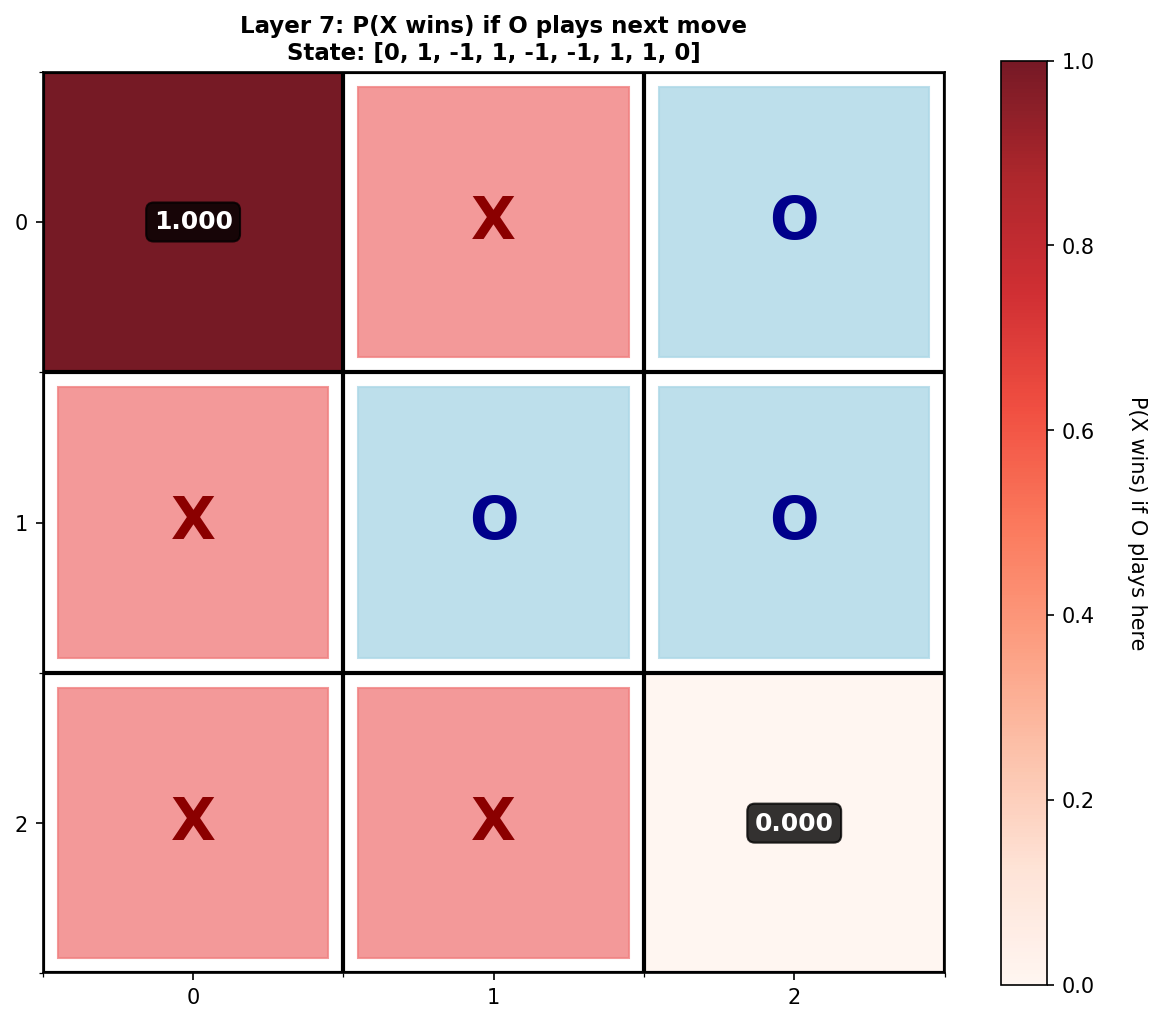 Layer 7: P(X wins) if O plays next move
State: [0, 1, -1, 1, -1, -1, 1, 1, 0]
1.000
X
O
0
X
O
O
1
X
X
0.000
2
0
1
2
1.0
0.8
0.6
0.4
0.2
0.0
P(X wins) if O plays here